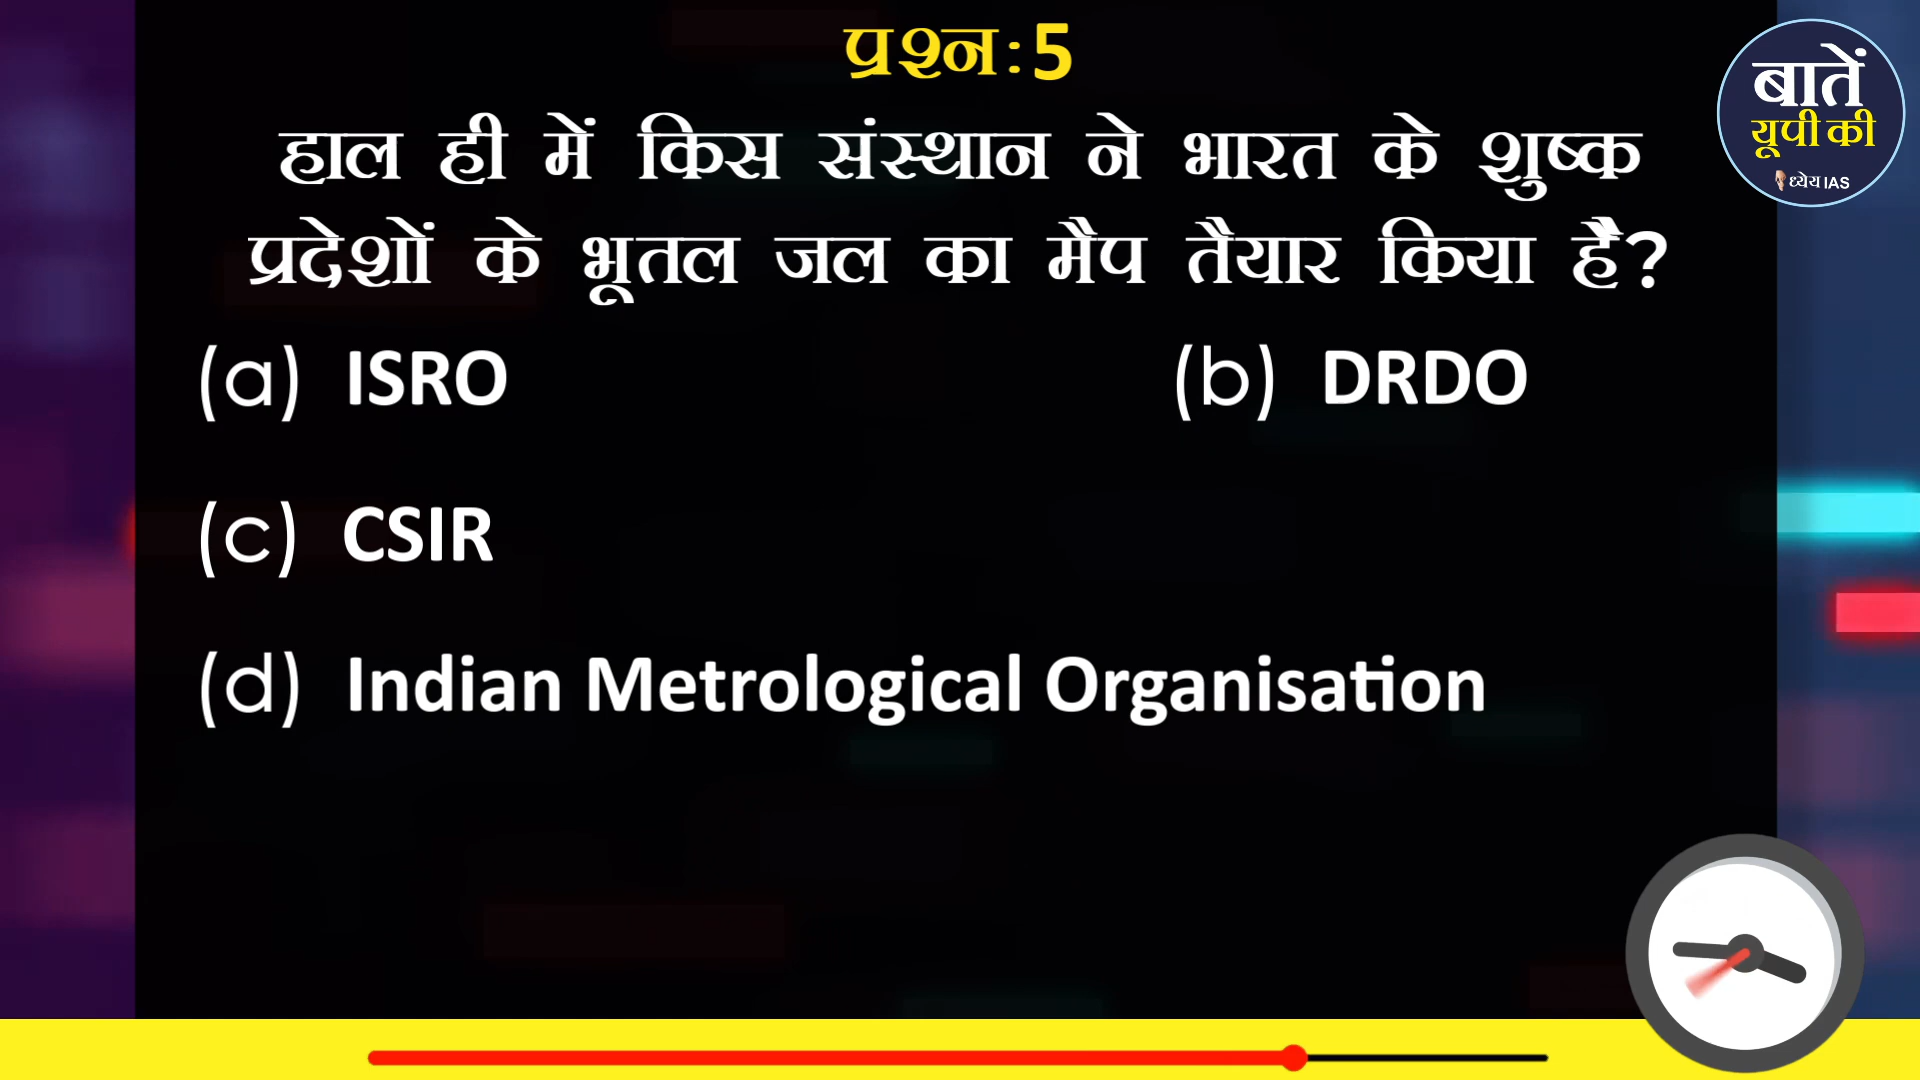 प्रश्न:5
हाल ही में किस संस्थान ने भारत के शुष्क
प्रदेशों के भूतल जल का मैप तैयार किया हैं?
(a) ISRO
(b) DRDO
(c) CSIR
(d) Indian Metrological Organisation
बातें
यूपी की
ध्येय IAS